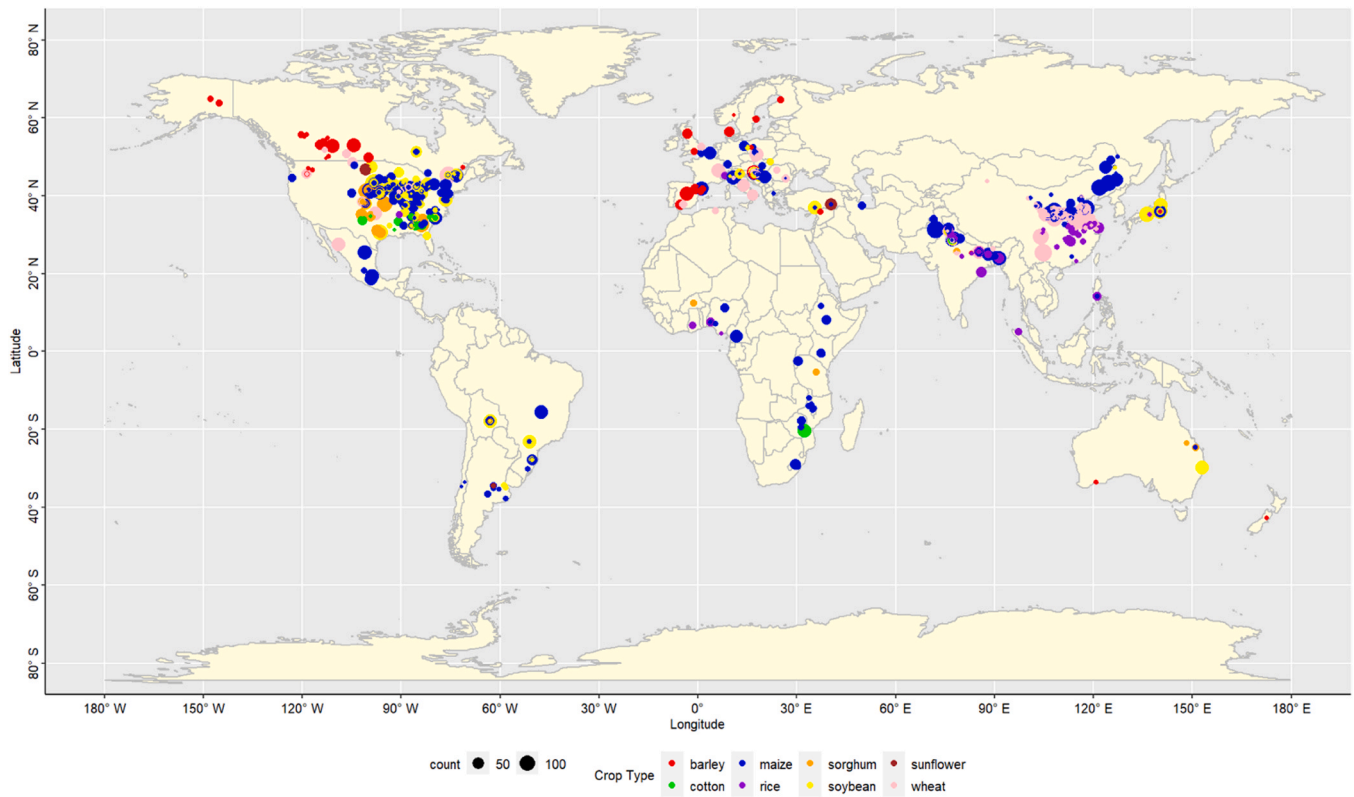 80° N
60° N
40° N
20° N
0°
20° S
40° S
60° S
80° S
Latitude
180° W 150° W 120° W 90° W 60° W 30° W 0° 30° E 60° E 90° E 120° E 150° E 180° E
Longitude
count 50 100
Crop Type
barley maize sorghum sunflower
cotton rice soybean wheat